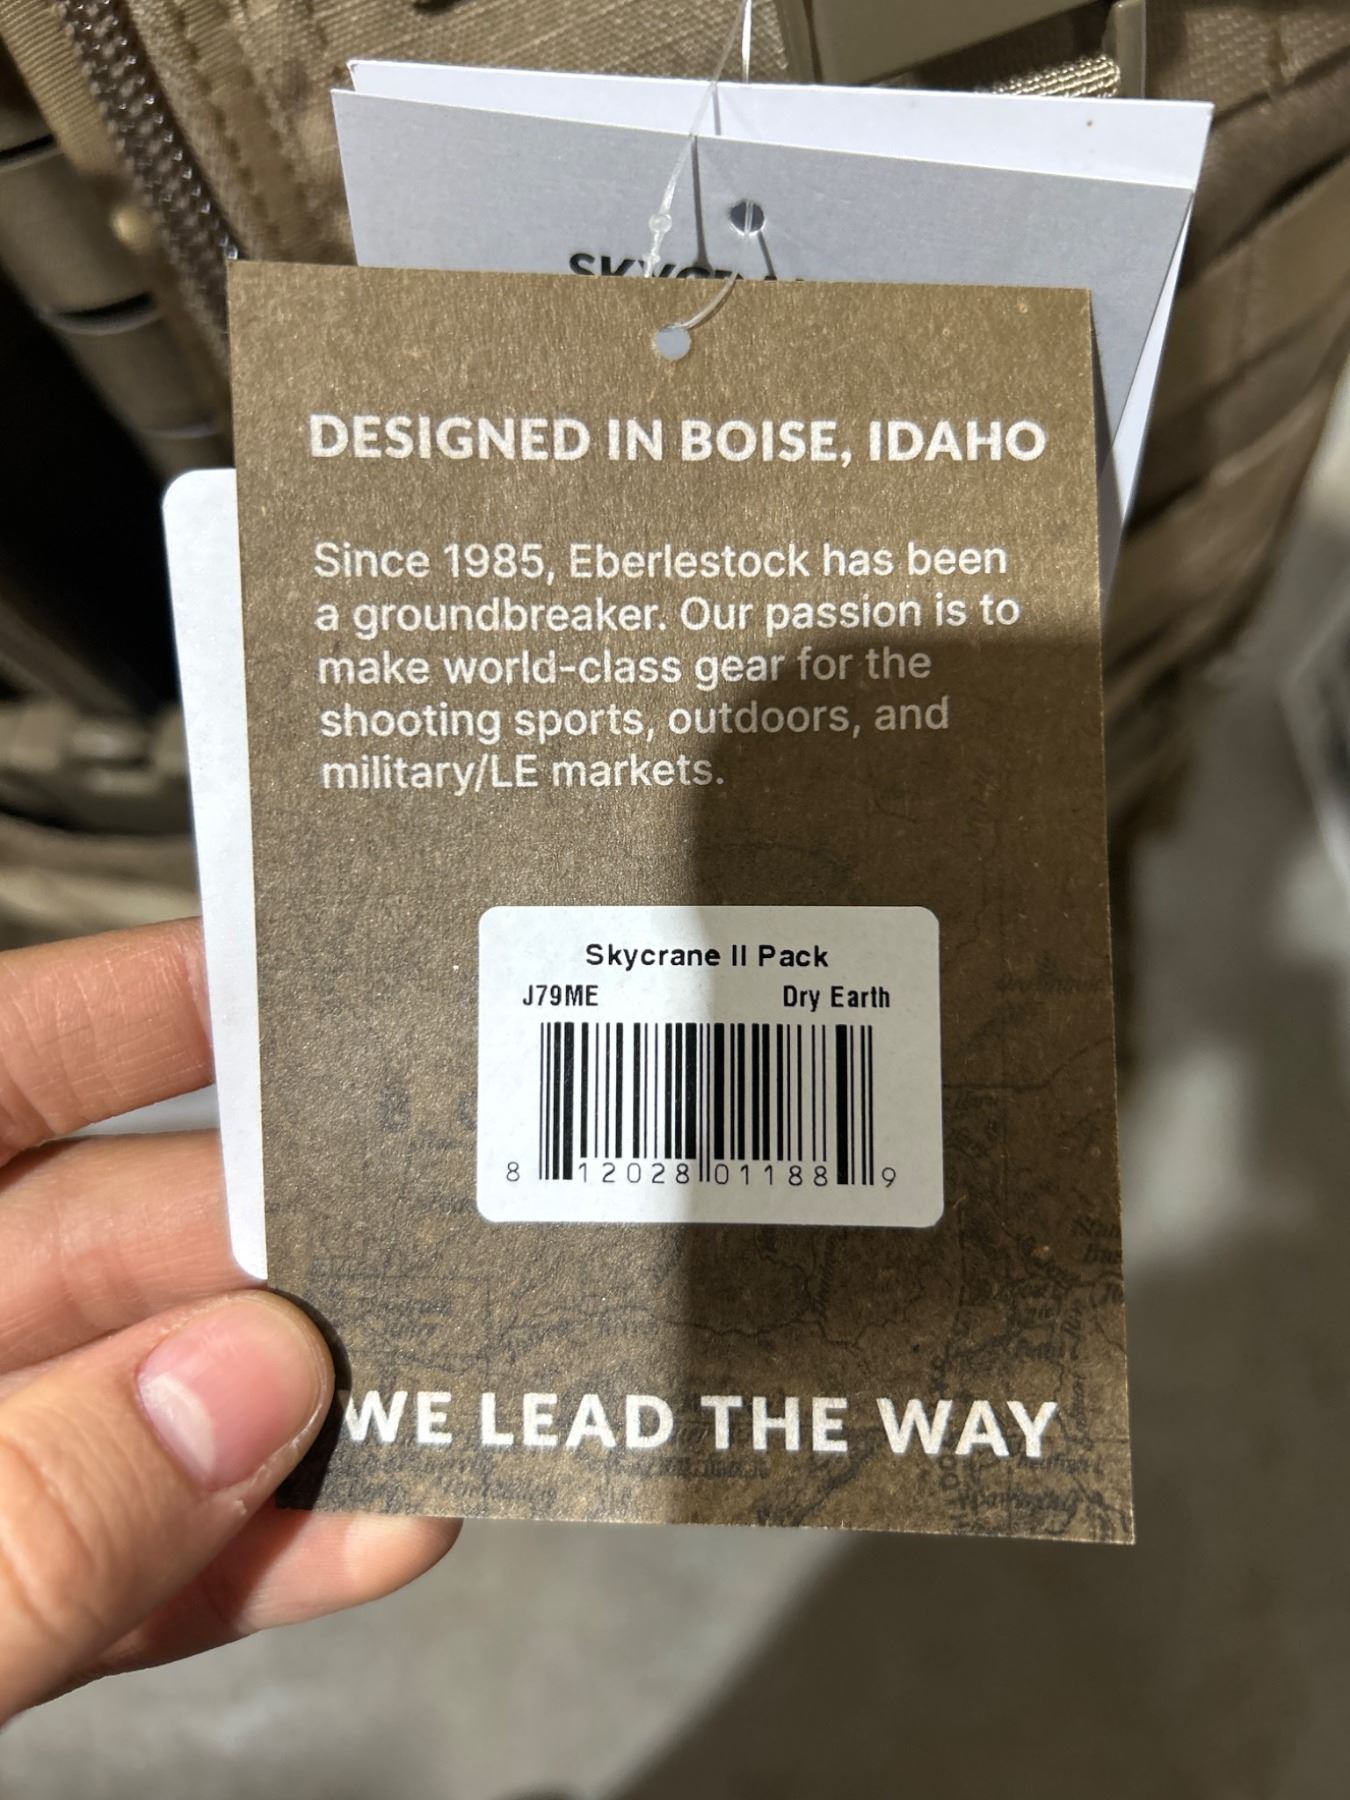 DESIGNED IN BOISE, IDAHO
Since 1985, Eberlestock has been
a groundbreaker. Our passion is to
make world-class gear for the
shooting sports, outdoors, and
military/LE markets.
Skycrane II Pack
J79ME Dry Earth
8 12028 01188 9
WE LEAD THE WAY